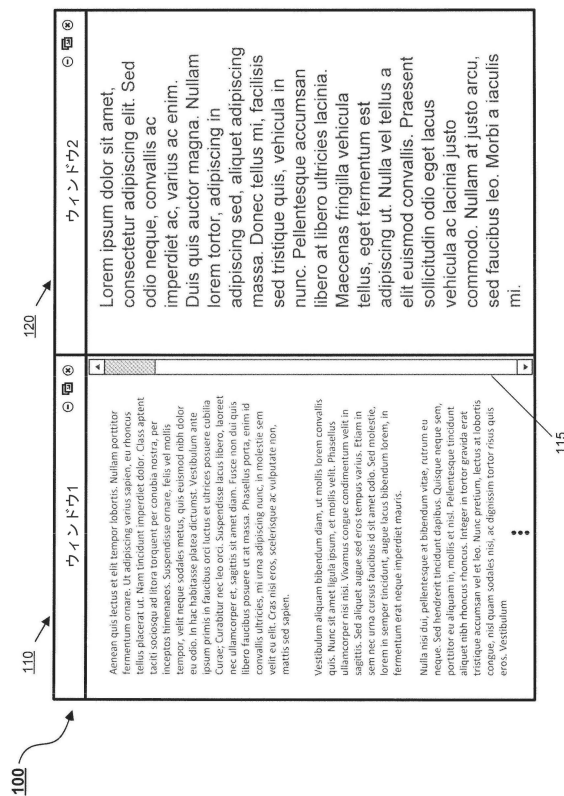 100
110
120
ウィンドウ1
Aenean quis lectus et elit tempor lobortis. Nullam porttitor
fermentum ornare. Ut adipiscing varius sapien, eu rhoncus
tellus placerat ut. Nam tincidunt imperdiet dolor. Class aptent
taciti sociosqu ad litora torquent per conubia nostra, per
inceptos himenaeos. Suspendisse ornare, felis vel mollis
tempor, velit neque sodales metus, quis euismod nibh dolor
eu odio. In hac habitasse platea dictumst. Vestibulum ante
ipsum primis in faucibus orci luctus et ultrices posuere cubilia
Curae; Curabitur nec leo orci. Suspendisse lacus libero, laoreet
nec ullamcorper et, sagittis sit amet diam. Fusce non dui quis
libero faucibus posuere ut at massa. Phasellus porta, enim id
convallis ultricies, mi urna adipiscing nunc, in molestie sem
velit eu elit. Cras nisi eros, scelerisque ac vulputate non,
mattis sed sapien.
Vestibulum aliquam bibendum diam, ut mollis lorem convallis
quis. Nunc sit amet ligula ipsum, et mollis velit. Phasellus
ullamcorper nisi nisi. Vivamus congue condimentum velit in
sagittis. Sed aliquet augue sed eros tempus varius. Etiam in
sem nec urna cursus faucibus id sit amet odio. Sed molestie,
lorem in semper tincidunt, augue lacus bibendum lorem, in
fermentum erat neque imperdiet mauris.
Nulla nisi dui, pellentesque at bibendum vitae, rutrum eu
neque. Sed hendrerit tincidunt dapibus. Quisque neque sem,
porttitor eu aliquam in, mollis et nisl. Pellentesque tincidunt
aliquet nibh rhoncus rhoncus. Integer in tortor gravida erat
tristique accumsan vel et leo. Nunc pretium, lectus at lobortis
congue, nisl quam sodales nisl, ac dignissim tortor risus quis
eros. Vestibulum
115
ウィンドウ2
Lorem ipsum dolor sit amet,
consectetur adipiscing elit. Sed
odio neque, convallis ac
imperdiet ac, varius ac enim.
Duis quis auctor magna. Nullam
lorem tortor, adipiscing in
adipiscing sed, aliquet adipiscing
massa. Donec tellus mi, facilisis
sed tristique quis, vehicula in
nunc. Pellentesque accumsan
libero at libero ultricies lacinia.
Maecenas fringilla vehicula
tellus, eget fermentum est
adipiscing ut. Nulla vel tellus a
elit euismod convallis. Praesent
sollicitudin odio eget lacus
vehicula ac lacinia justo
commodo. Nullam at justo arcu,
sed faucibus leo. Morbi a iaculis
mi.